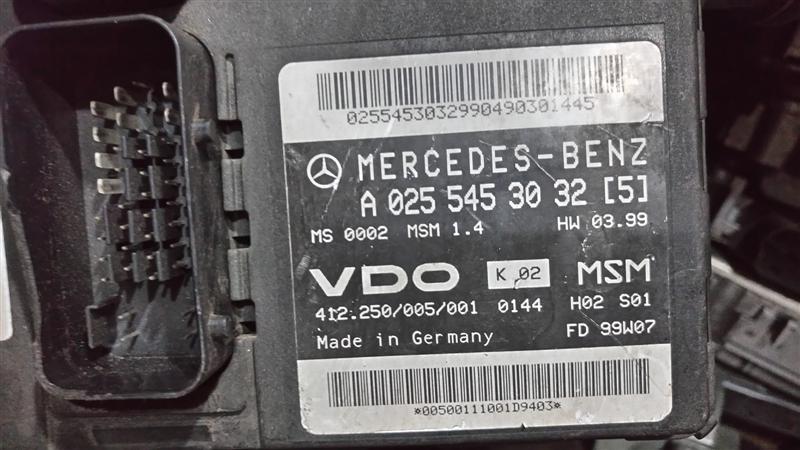 0255453032990490301445
MERCEDES-BENZ
A 025 545 30 32 [5]
MS 0002 MSM 1.4 HW 03.99
VDO K 02 MSM
412.250/005/001 0144 H02 S01
Made in Germany FD 99W07
*00500111001D9403*